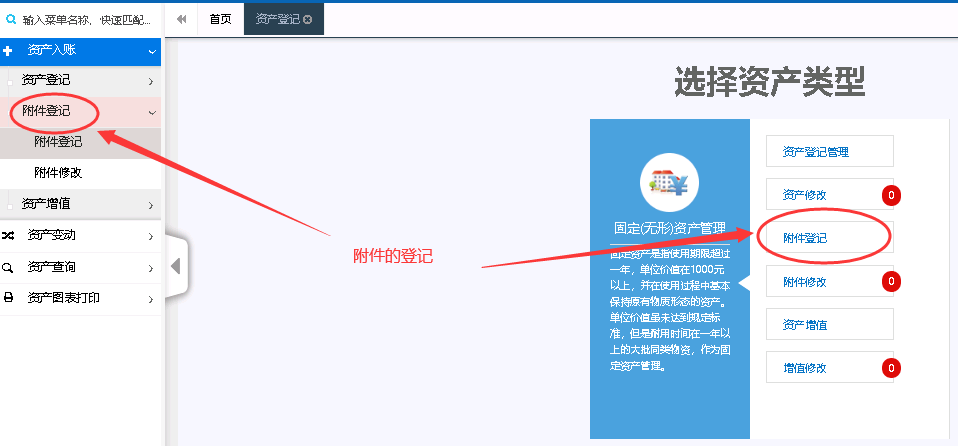 输入菜单名称，快速匹配...
首页
资产登记
资产入账
资产登记
附件登记
附件登记
附件修改
资产增值
资产变动
资产查询
资产图表打印
附件的登记
选择资产类型
固定(无形)资产管理
固定资产是指使用期限超过
一年，单位价值在1000元
以上，并在使用过程中基本
保持原有物质形态的资产。
单位价值虽未达到规定标
准，但是耐用时间在一年以
上的大批同类物资，作为固
定资产管理。
资产登记管理
资产修改
0
附件登记
附件修改
0
资产增值
增值修改
0